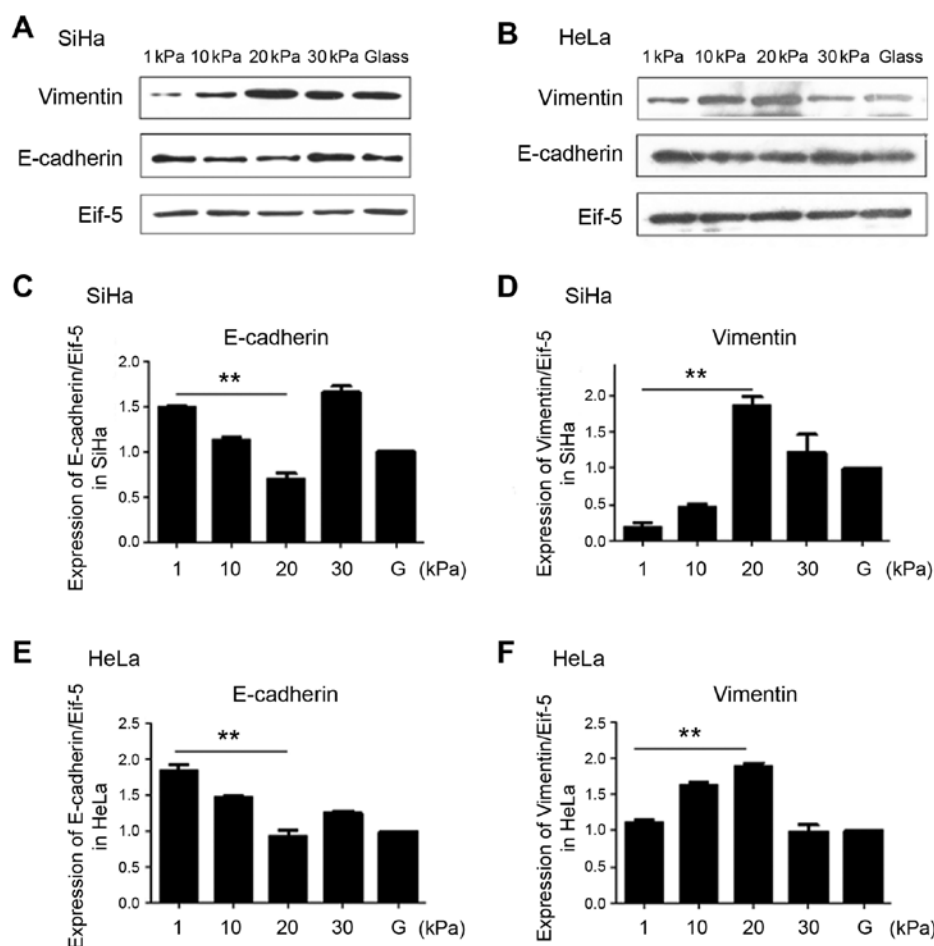 A SiHa
1 kPa 10 kPa 20 kPa 30 kPa Glass
Vimentin
E-cadherin
Eif-5
B HeLa
1 kPa 10 kPa 20 kPa 30 kPa Glass
Vimentin
E-cadherin
Eif-5
C SiHa
E-cadherin
Expression of E-cadherin/Eif-5
in SiHa
2.0
1.5
1.0
0.5
0.0
**
1 10 20 30 G (kPa)
D SiHa
Vimentin
Expression of Vimentin/Eif-5
in SiHa
2.0
1.5
1.0
0.5
0.0
**
1 10 20 30 G (kPa)
E HeLa
E-cadherin
Expression of E-cadherin/Eif-5
in HeLa
2.5
2.0
1.5
1.0
0.5
0.0
**
1 10 20 30 G (kPa)
F HeLa
Vimentin
Expression of Vimentin/Eif-5
in HeLa
2.5
2.0
1.5
1.0
0.5
0.0
**
1 10 20 30 G (kPa)